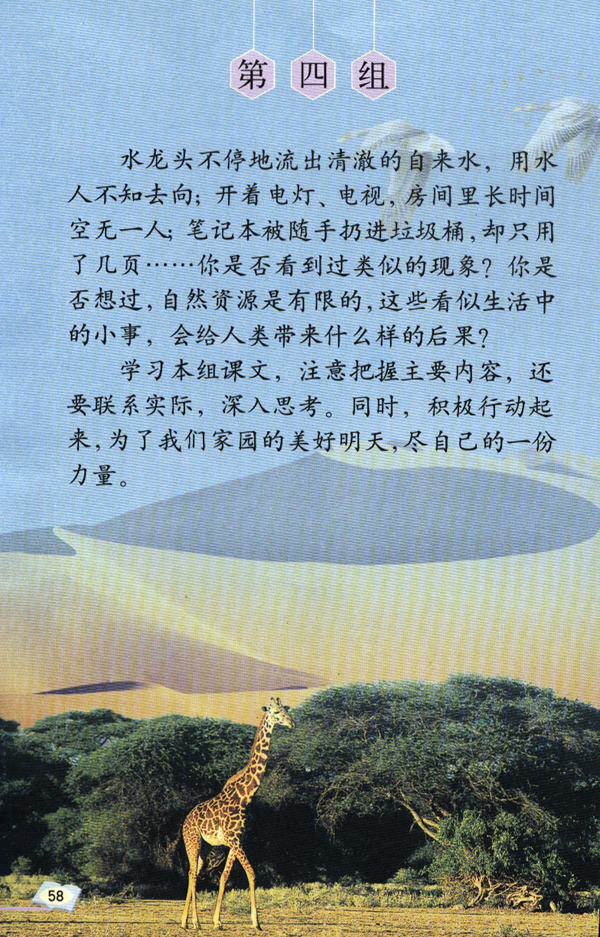 第四组
水龙头不停地流出清澈的自来水，用水
人不知去向；开着电灯、电视，房间里长时间
空无一人；笔记本被随手扔进垃圾桶，却只用
了几页……你是否看到过类似的现象？你是
否想过，自然资源是有限的，这些看似生活中
的小事，会给人类带来什么样的后果？
学习本组课文，注意把握主要内容，还
要联系实际，深入思考。同时，积极行动起
来，为了我们家园的美好明天，尽自己的一份
力量。
58